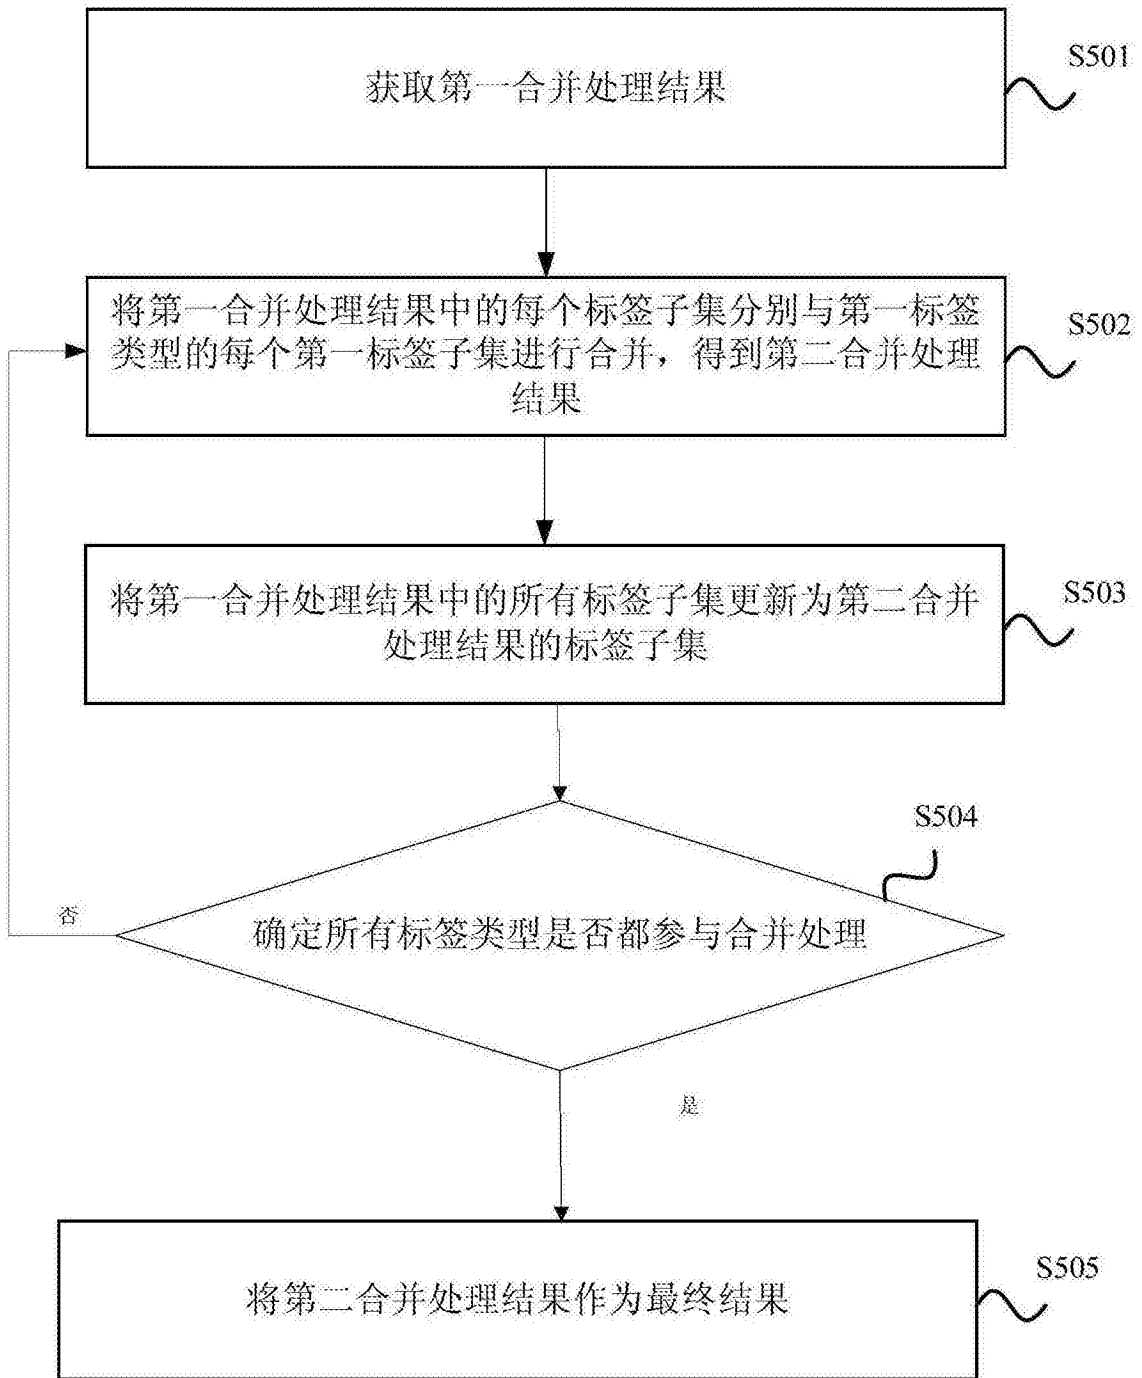 获取第一合并处理结果
S501
将第一合并处理结果中的每个标签子集分别与第一标签
类型的每个第一标签子集进行合并，得到第二合并处理
结果
S502
将第一合并处理结果中的所有标签子集更新为第二合并
处理结果的标签子集
S503
S504
确定所有标签类型是否都参与合并处理
否
是
将第二合并处理结果作为最终结果
S505